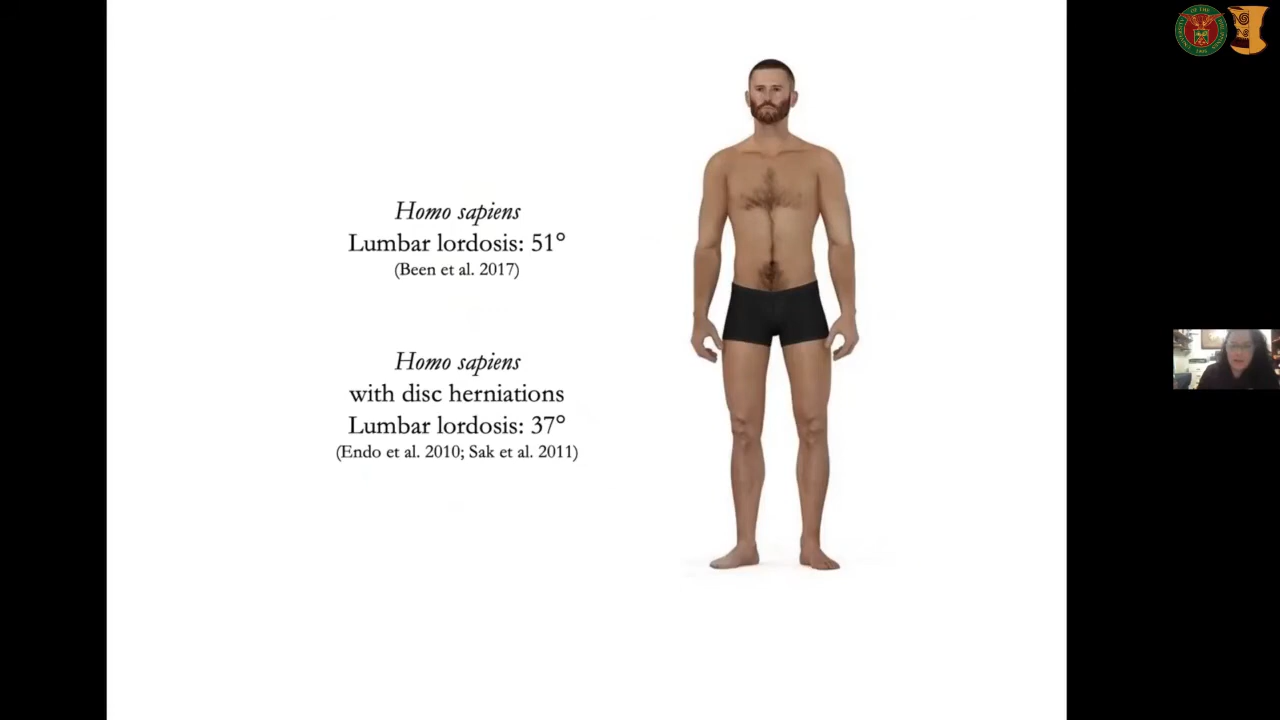 Homo sapiens
Lumbar lordosis: 51°
(Been et al. 2017)
Homo sapiens
with disc herniations
Lumbar lordosis: 37°
(Endo et al. 2010; Sak et al. 2011)